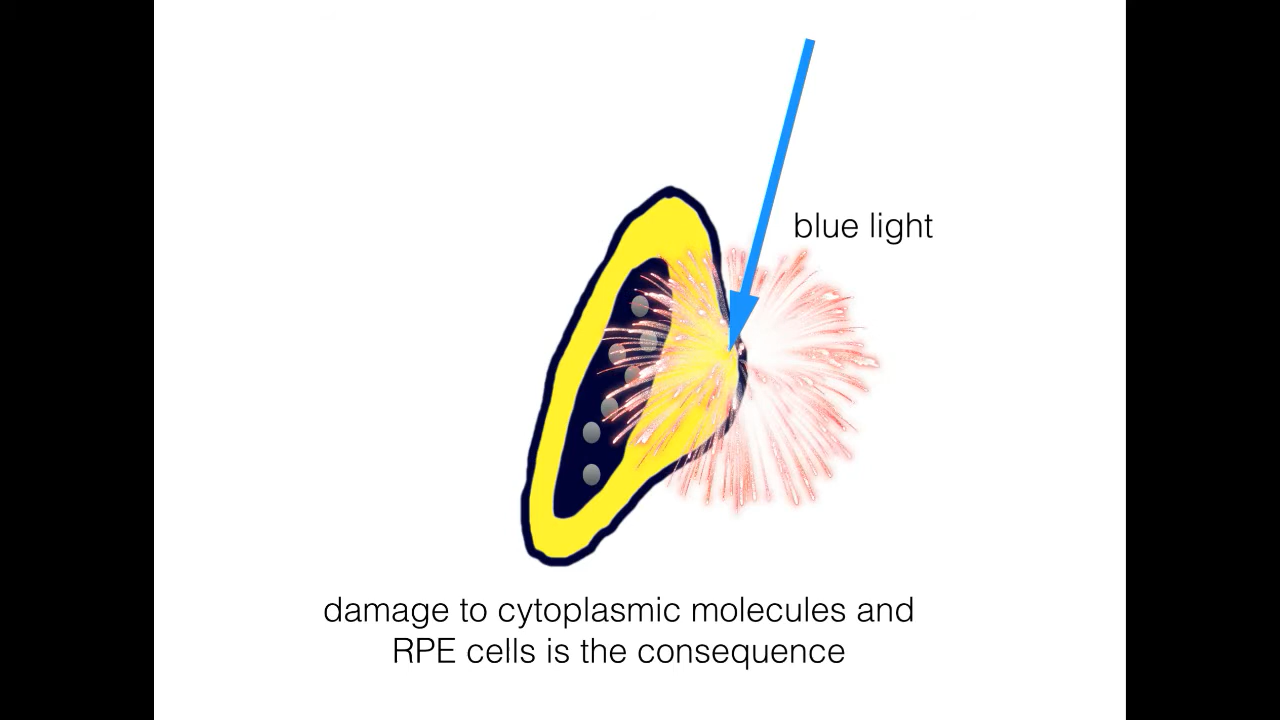 blue light
damage to cytoplasmic molecules and
RPE cells is the consequence